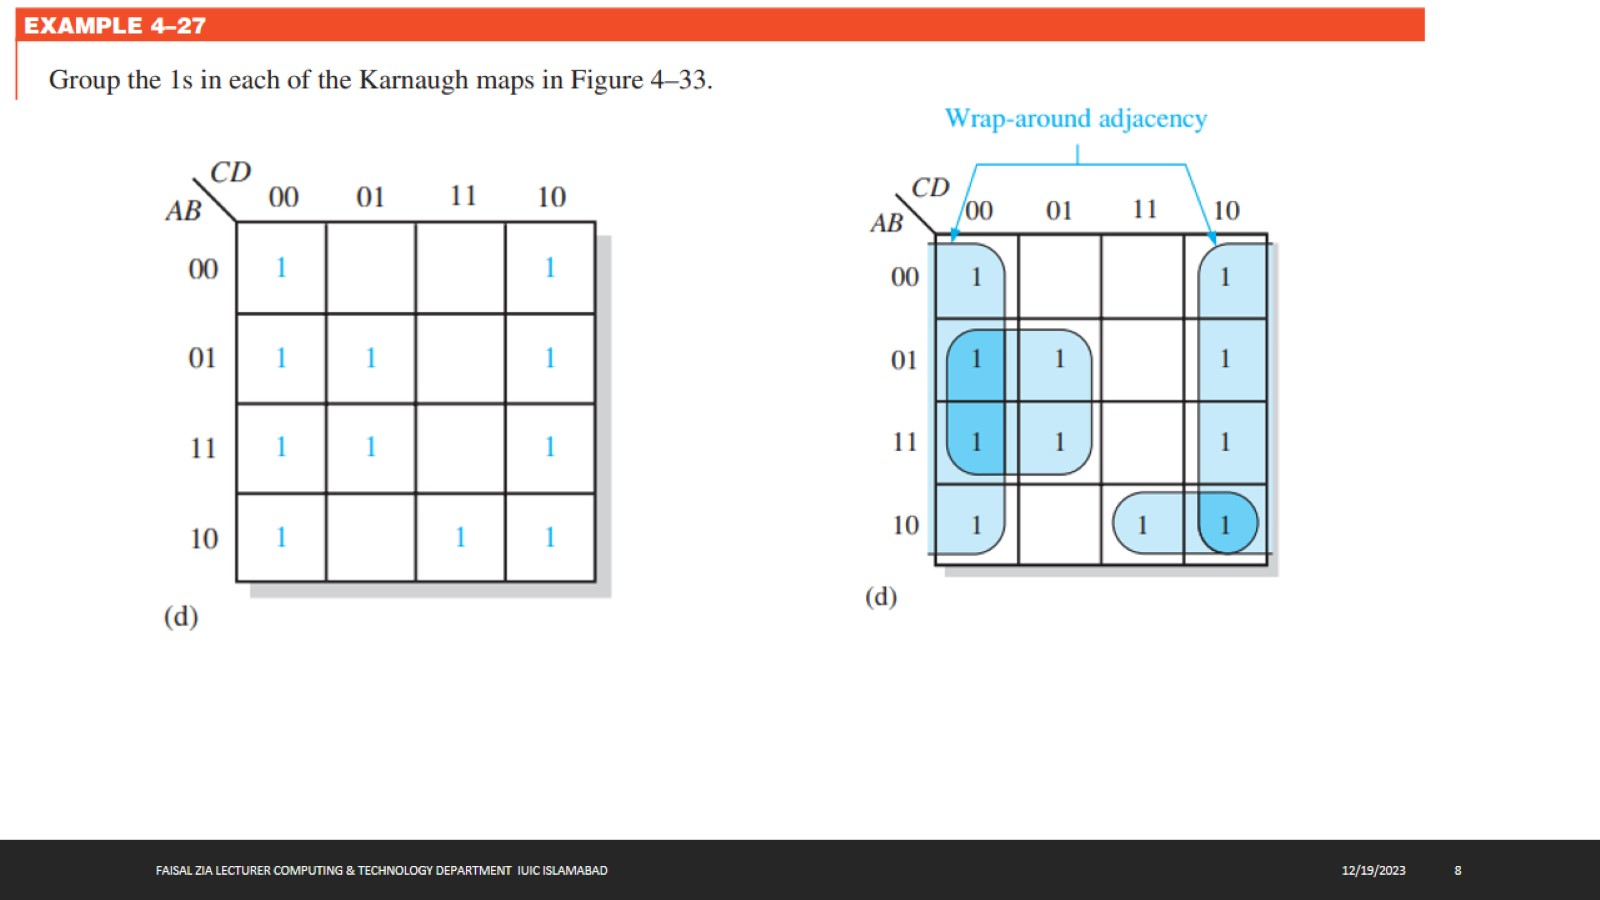 EXAMPLE 4–27
Group the 1s in each of the Karnaugh maps in Figure 4–33.
CD
AB
00 01 11 10
00 1 1
01 1 1 1
11 1 1 1
10 1 1 1
(d)
Wrap-around adjacency
CD
AB
00 01 11 10
00 1 1
01 1 1 1
11 1 1 1
10 1 1 1
(d)
FAISAL ZIA LECTURER COMPUTING & TECHNOLOGY DEPARTMENT IUIC ISLAMABAD
12/19/2023
8